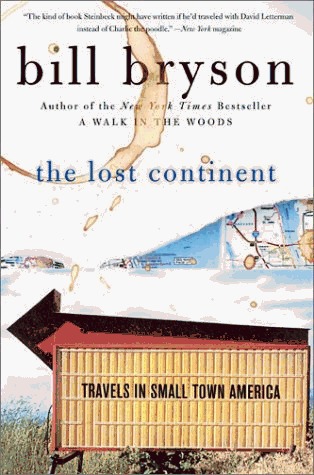 "The kind of book Steinbeck might have written if he'd traveled with David Letterman
instead of Charlie the poodle."—New York magazine
bill bryson
Author of the New York Times Bestseller
A WALK IN THE WOODS
the lost continent
TRAVELS IN SMALL TOWN AMERICA